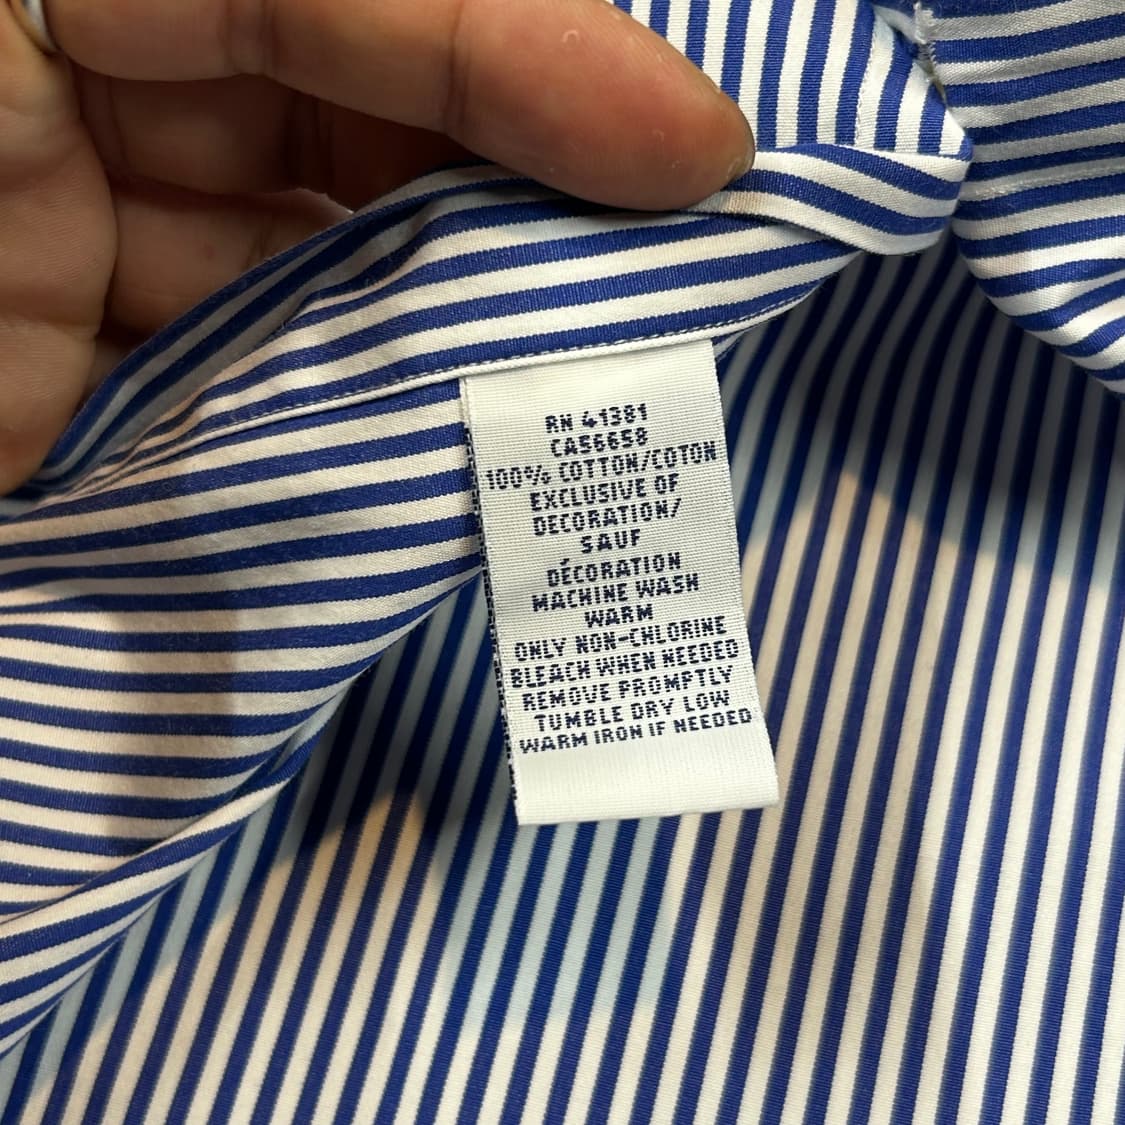 RN 41381
CA56658
100% COTTON/COTON
EXCLUSIVE OF
DECORATION/
SAUF
DÉCORATION
MACHINE WASH
WARM
ONLY NON-CHLORINE
BLEACH WHEN NEEDED
REMOVE PROMPTLY
TUMBLE DRY LOW
WARM IRON IF NEEDED